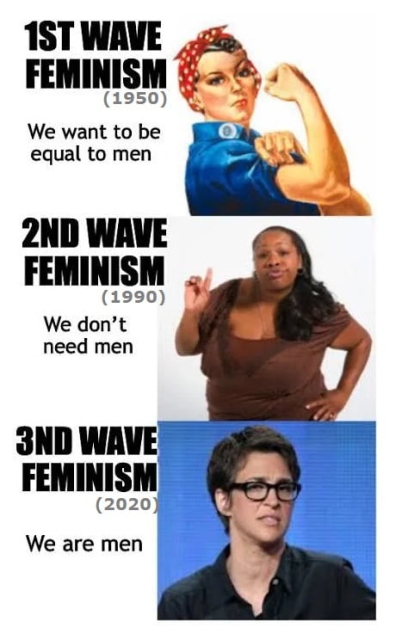 1ST WAVE
FEMINISM
(1950)
We want to be
equal to men
2ND WAVE
FEMINISM
(1990)
We don't
need men
3ND WAVE
FEMINISM
(2020)
We are men